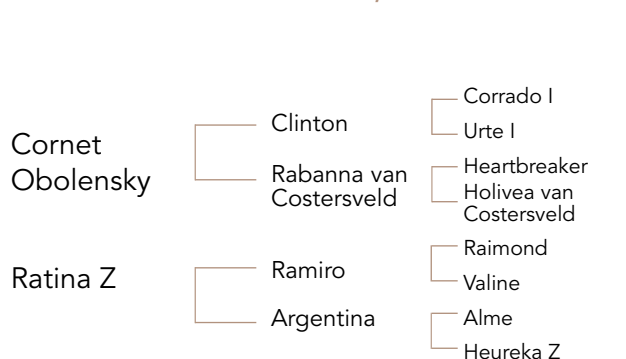 Cornet
Obolensky
Clinton
Rabanna van
Costersveld
Corrado I
Urte I
Heartbreaker
Holivea van
Costersveld
Ratina Z
Ramiro
Argentina
Raimond
Valine
Alme
Heureka Z